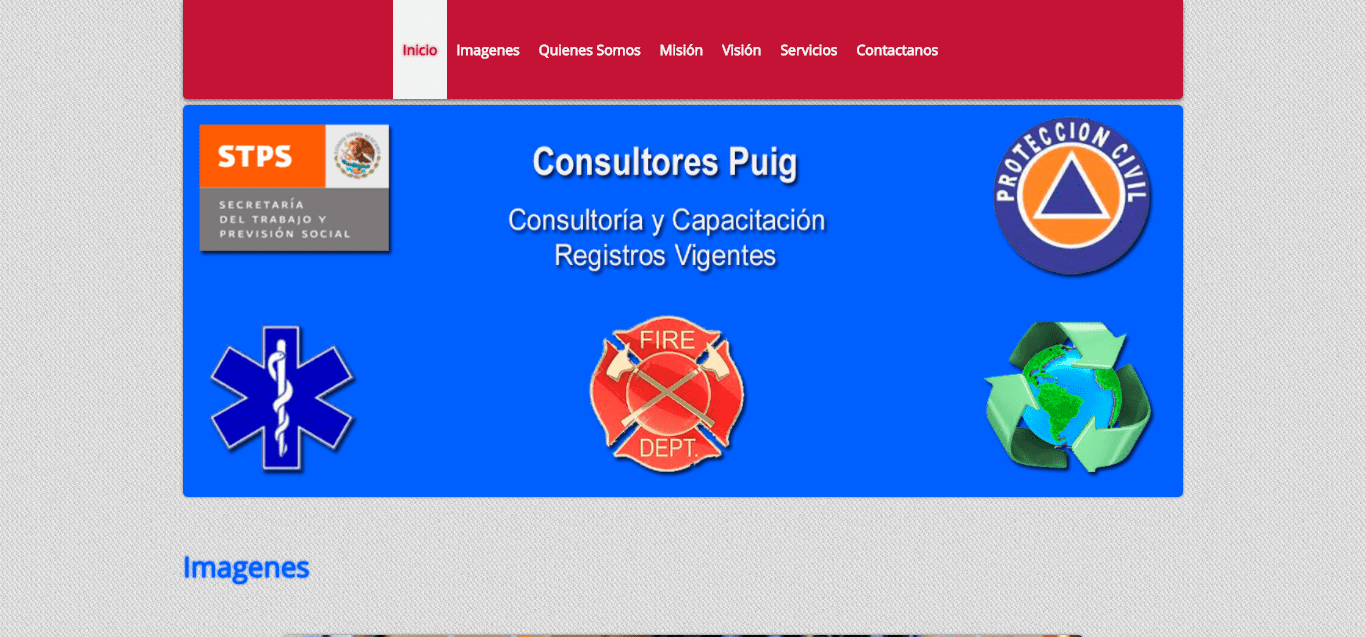 Inicio Imagenes Quienes Somos Misión Visión Servicios Contactanos
STPS
SECRETARÍA
DEL TRABAJO Y
PREVISIÓN SOCIAL
Consultores Puig
Consultoría y Capacitación
Registros Vigentes
PROTECCION CIVIL
FIRE
DEPT.
Imagenes